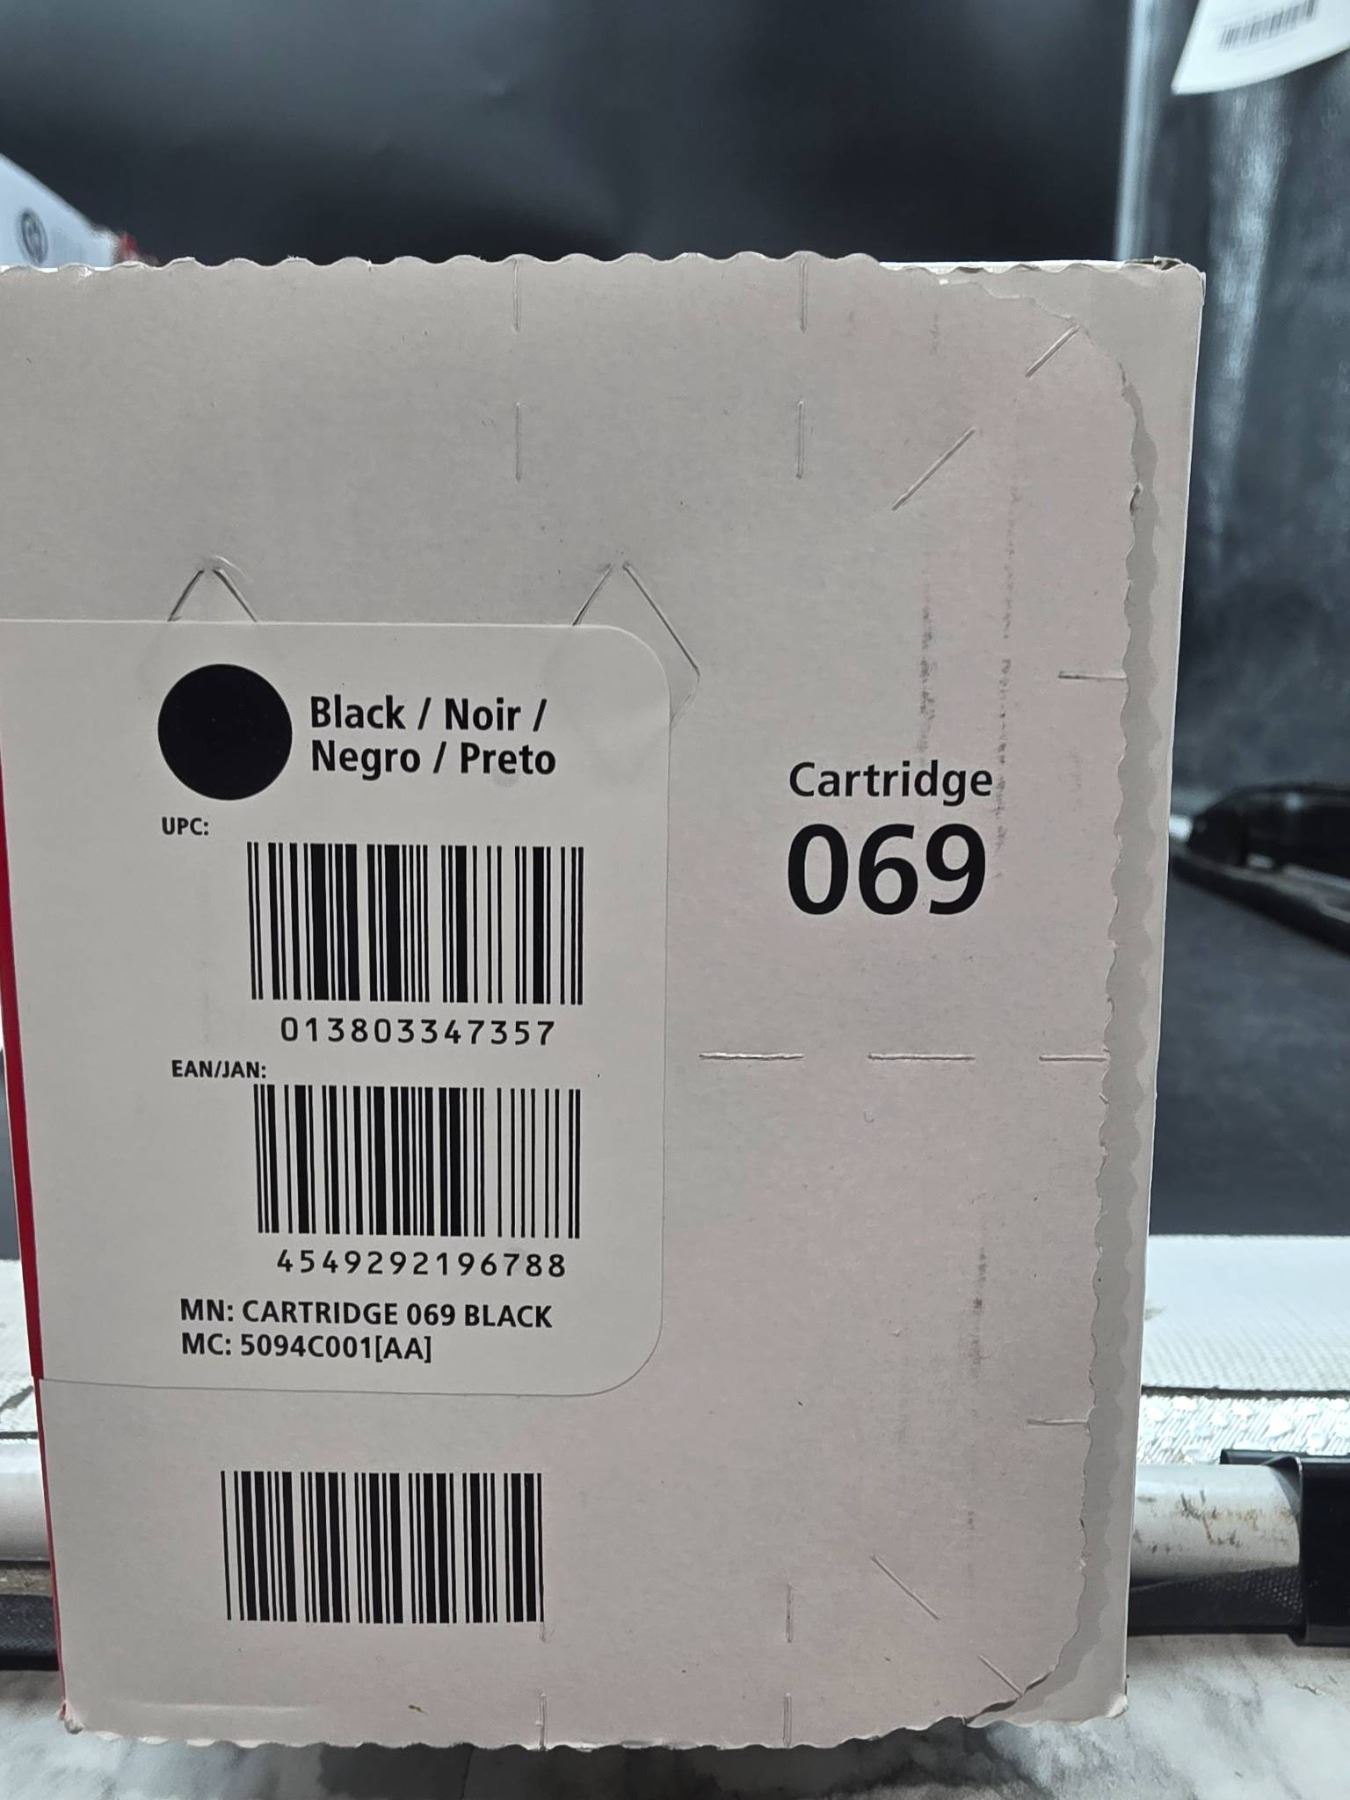 Black / Noir /
Negro / Preto
UPC:
013803347357
EAN/JAN:
4549292196788
MN: CARTRIDGE 069 BLACK
MC: 5094C001[AA]
Cartridge
069